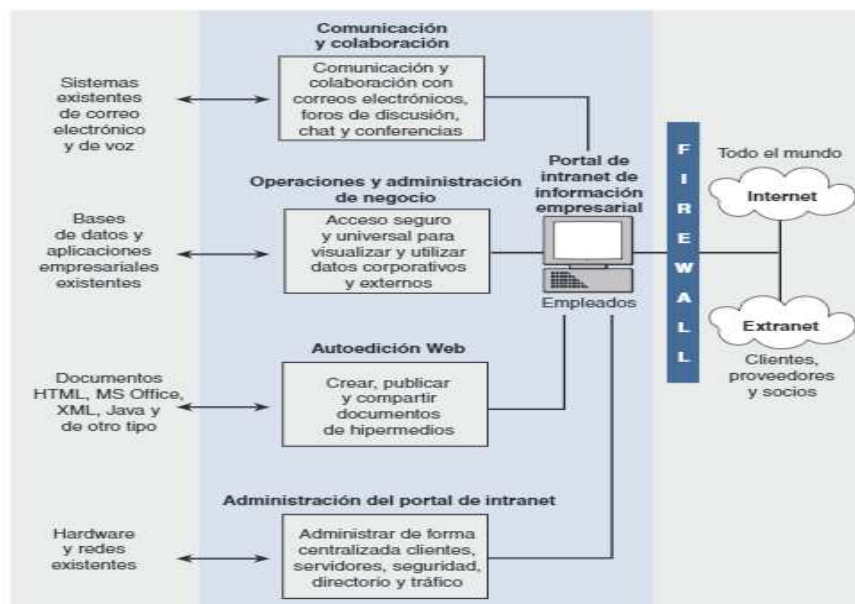 Comunicación
y colaboración
Sistemas
existentes
de correo
electrónico
y de voz
Comunicación y
colaboración con
correos electrónicos,
foros de discusión,
chat y conferencias
Operaciones y administración
de negocio
Bases
de datos y
aplicaciones
empresariales
existentes
Acceso seguro
y universal para
visualizar y utilizar
datos corporativos
y externos
Portal de
intranet de
información
empresarial
Empleados
FIREWALL
Todo el mundo
Internet
Extranet
Clientes,
proveedores
y socios
Autoedición Web
Documentos
HTML, MS Office,
XML, Java y
de otro tipo
Crear, publicar
y compartir
documentos
de hipermedios
Administración del portal de intranet
Hardware
y redes
existentes
Administrar de forma
centralizada clientes,
servidores, seguridad,
directorio y tráfico